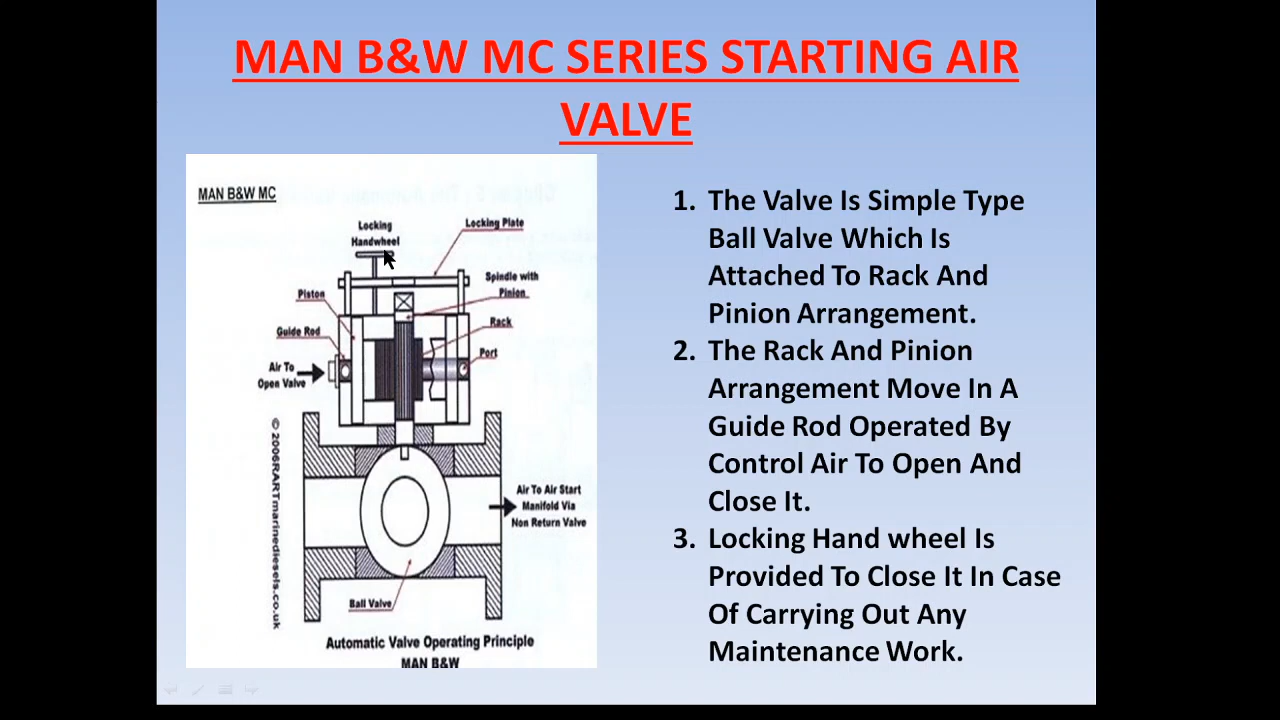 MAN B&W MC SERIES STARTING AIR
VALVE
MAN B&W MC
Locking
Handwheel
Locking Plate
Spindle with
Pinion
Piston
Rack
Guide Rod
Port
Air To
Open Valve
© 2006RARTmarinediesels.co.uk
Air To Air Start
Manifold Via
Non Return Valve
Ball Valve
Automatic Valve Operating Principle
MAN B&W
1. The Valve Is Simple Type
Ball Valve Which Is
Attached To Rack And
Pinion Arrangement.
2. The Rack And Pinion
Arrangement Move In A
Guide Rod Operated By
Control Air To Open And
Close It.
3. Locking Hand wheel Is
Provided To Close It In Case
Of Carrying Out Any
Maintenance Work.